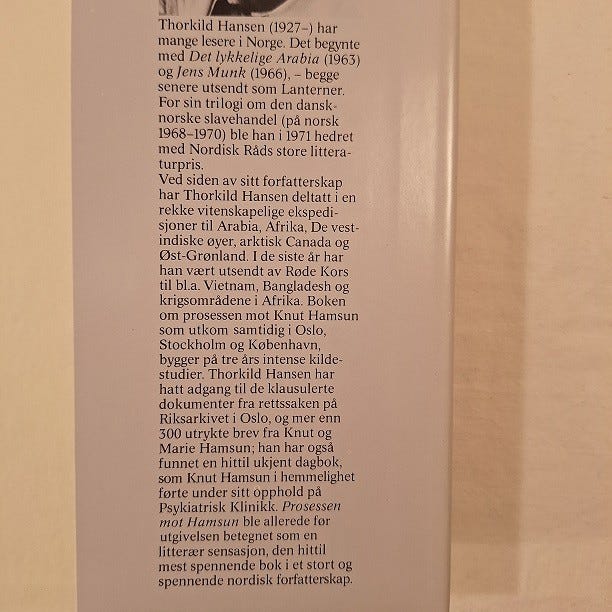 Thorkild Hansen (1927–) har
mange lesere i Norge. Det begynte
med Det lykkelige Arabia (1963)
og Jens Munk (1966), – begge
senere utsendt som Lanterner.
For sin trilogi om den dansk-
norske slavehandel (på norsk
1968–1970) ble han i 1971 hedret
med Nordisk Råds store littera-
turpris.
Ved siden av sitt forfatterskap
har Thorkild Hansen deltatt i en
rekke vitenskapelige ekspedi-
sjoner til Arabia, Afrika, De vest-
indiske øyer, arktisk Canada og
Øst-Grønland. I de siste år har
han vært utsendt av Røde Kors
til bl.a. Vietnam, Bangladesh og
krigsområdene i Afrika. Boken
om prosessen mot Knut Hamsun
som utkom samtidig i Oslo,
Stockholm og København,
bygger på tre års intense kilde-
studier. Thorkild Hansen har
hatt adgang til de klausulerte
dokumenter fra rettssaken på
Riksarkivet i Oslo, og mer enn
300 utrykte brev fra Knut og
Marie Hamsun; han har også
funnet en hittil ukjent dagbok,
som Knut Hamsun i hemmelighet
førte under sitt opphold på
Psykiatrisk Klinikk. Prosessen
mot Hamsun ble allerede før
utgivelsen betegnet som en
litterær sensasjon, den hittil
mest spennende bok i et stort og
spennende nordisk forfatterskap.